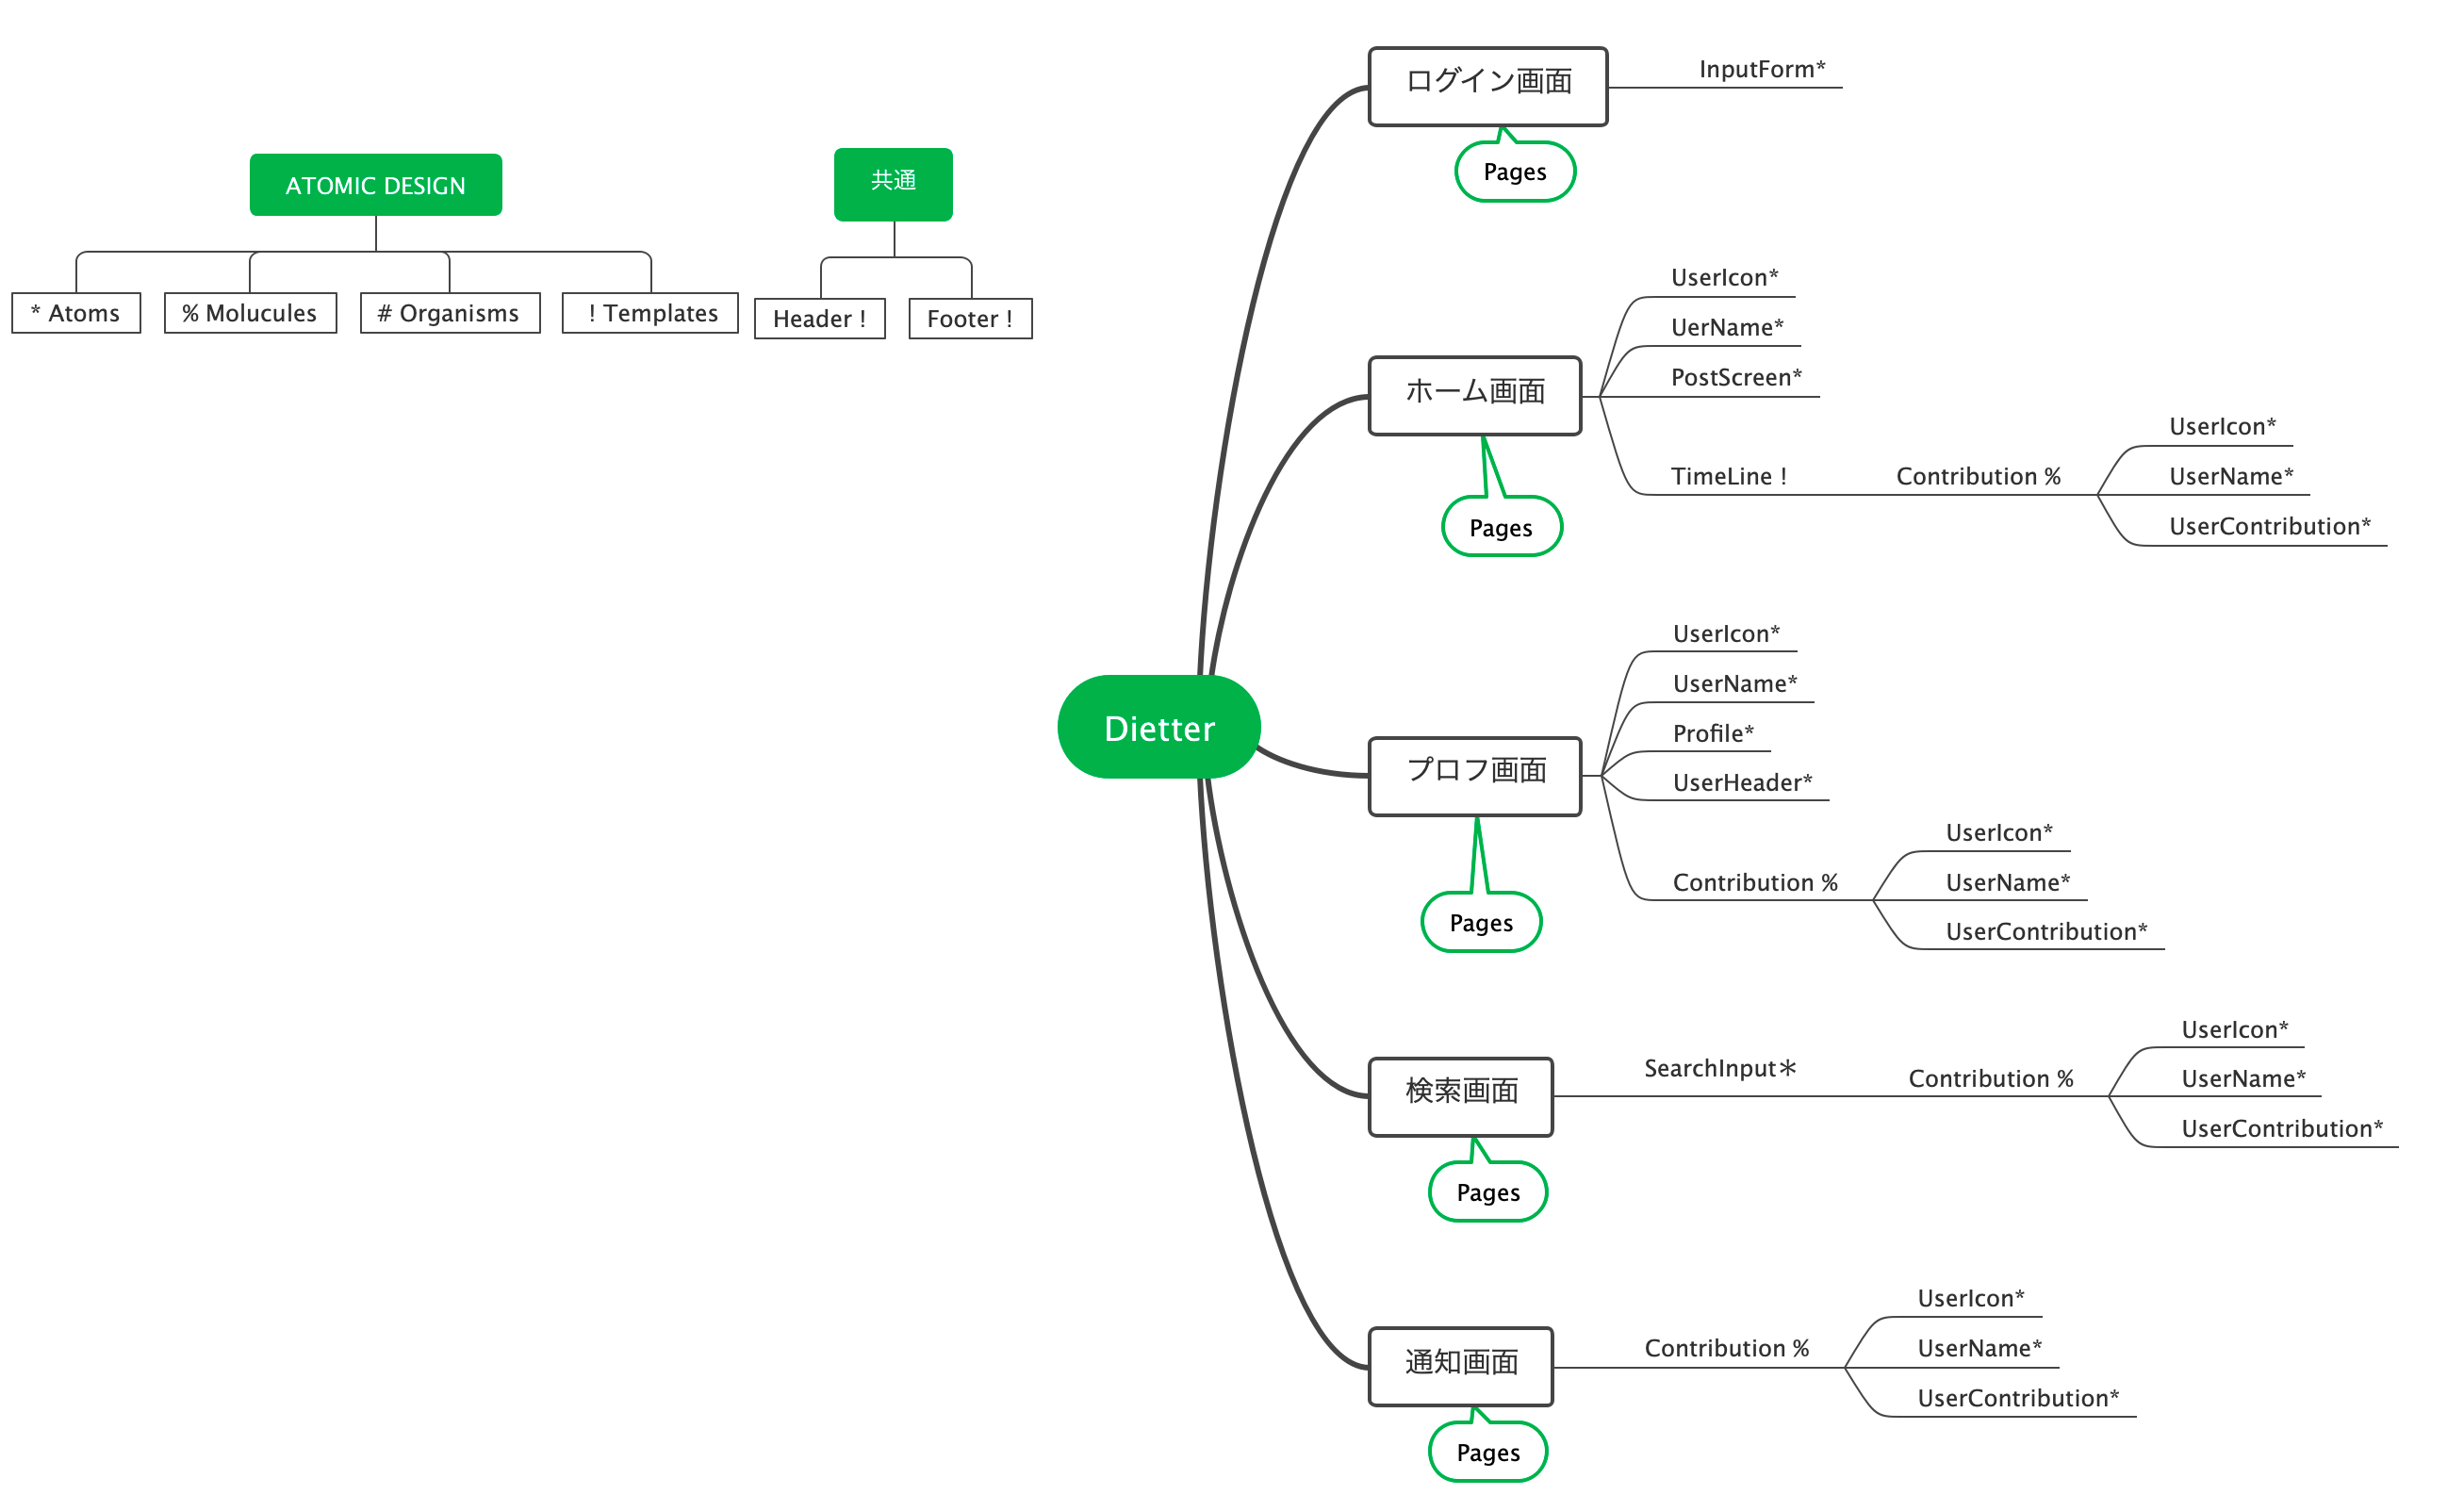 ATOMIC DESIGN
* Atoms
% Molucules
# Organisms
! Templates
共通
Header !
Footer !
Dietter
ログイン画面
Pages
InputForm*
ホーム画面
Pages
UserIcon*
UerName*
PostScreen*
TimeLine !
Contribution %
UserIcon*
UserName*
UserContribution*
プロフ画面
Pages
UserIcon*
UserName*
Profile*
UserHeader*
Contribution %
UserIcon*
UserName*
UserContribution*
検索画面
Pages
SearchInput＊
Contribution %
UserIcon*
UserName*
UserContribution*
通知画面
Pages
Contribution %
UserIcon*
UserName*
UserContribution*